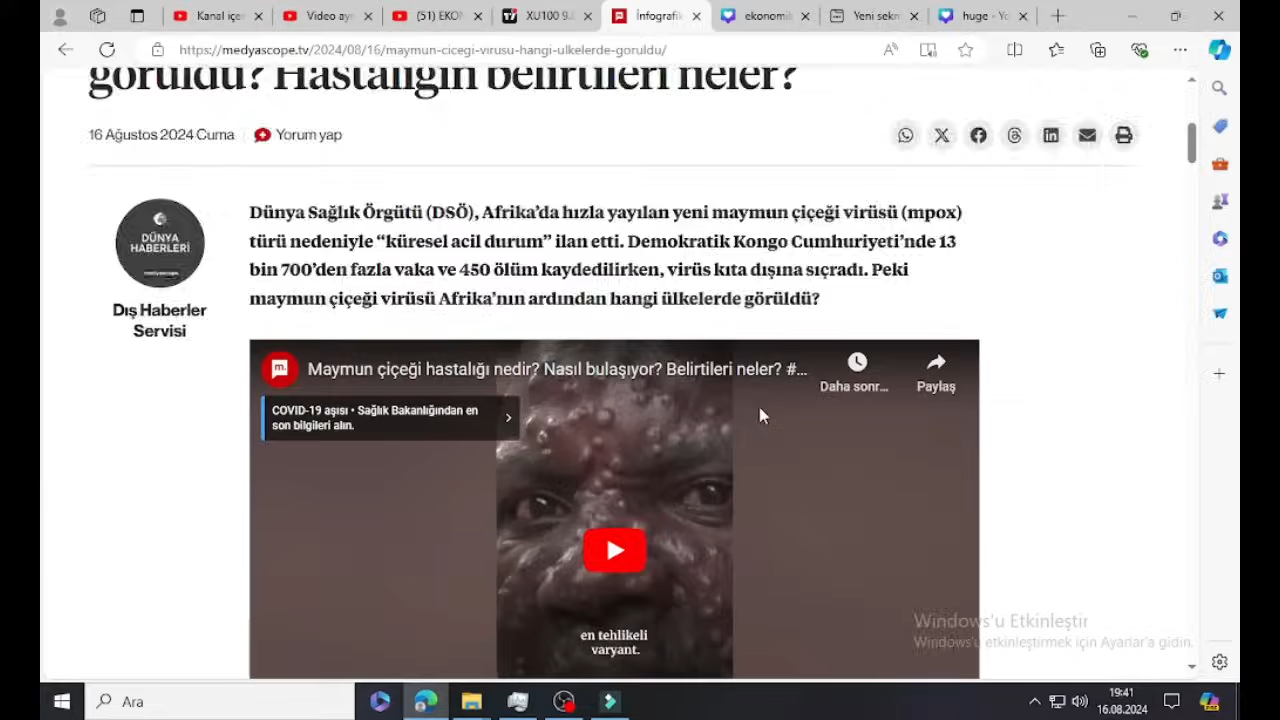 Kanal içe
Video ayr
(51) EKON
XU100 9.
İnfografik
ekonomik
Yeni sekm
huge - Yo
https://medyascope.tv/2024/08/16/maymun-cicegi-virusu-hangi-ulkelerde-goruldu/
görüldü? Hastalığın belirtileri neler?
16 Ağustos 2024 Cuma
Yorum yap
DÜNYA
HABERLERİ
medyascope.
Dış Haberler
Servisi
Dünya Sağlık Örgütü (DSÖ), Afrika’da hızla yayılan yeni maymun çiçeği virüsü (mpox)
türü nedeniyle “küresel acil durum” ilan etti. Demokratik Kongo Cumhuriyeti’nde 13
bin 700’den fazla vaka ve 450 ölüm kaydedilirken, virüs kıta dışına sıçradı. Peki
maymun çiçeği virüsü Afrika’nın ardından hangi ülkelerde görüldü?
m.
Maymun çiçeği hastalığı nedir? Nasıl bulaşıyor? Belirtileri neler? #...
Daha sonr...
Paylaş
COVID-19 aşısı • Sağlık Bakanlığından en
son bilgileri alın.
en tehlikeli
varyant.
Windows'u Etkinleştir
Windows'u etkinleştirmek için Ayarlar'a gidin.
Ara
19:41
16.08.2024